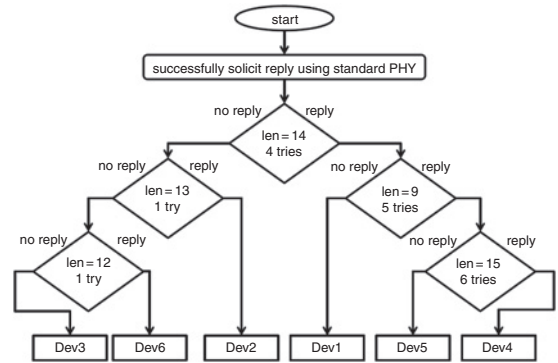 start
successfully solicit reply using standard PHY
no reply
reply
len = 14
4 tries
no reply
reply
len = 13
1 try
no reply
reply
len = 9
5 tries
no reply
reply
len = 12
1 try
no reply
reply
len = 15
6 tries
Dev3
Dev6
Dev2
Dev1
Dev5
Dev4